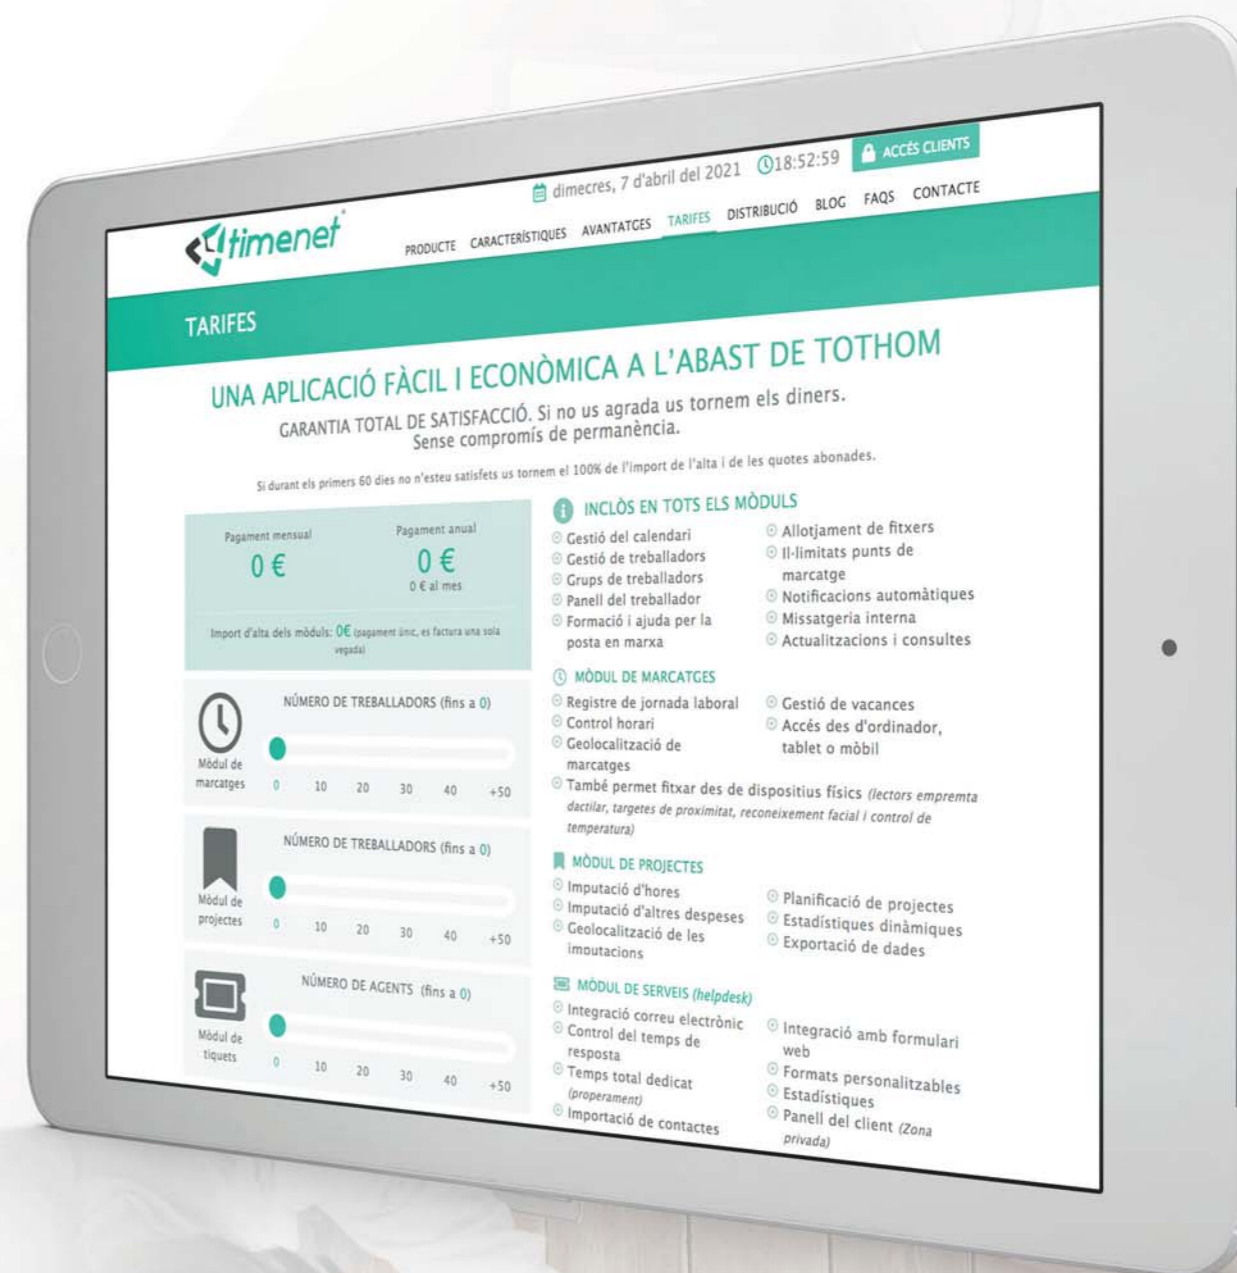 dimecres, 7 d'abril del 2021 18:52:59 ACCÉS CLIENTS
timenet
PRODUCTE CARACTERÍSTIQUES AVANTATGES TARIFES DISTRIBUCIÓ BLOG FAQS CONTACTE
TARIFES
UNA APLICACIÓ FÀCIL I ECONÒMICA A L'ABAST DE TOTHOM
GARANTIA TOTAL DE SATISFACCIÓ. Si no us agrada us tornem els diners.
Sense compromís de permanència.
Si durant els primers 60 dies no n'esteu satisfets us tornem el 100% de l'import de l'alta i de les quotes abonades.
Pagament mensual
0 €
Pagament anual
0 €
0 € al mes
Import d'alta dels mòduls: 0€ (pagament únic, es factura una sola
vegada)
Mòdul de
marcatges
NÚMERO DE TREBALLADORS (fins a 0)
0 10 20 30 40 +50
Mòdul de
projectes
NÚMERO DE TREBALLADORS (fins a 0)
0 10 20 30 40 +50
Mòdul de
tiquets
NÚMERO DE AGENTS (fins a 0)
0 10 20 30 40 +50
INCLÒS EN TOTS ELS MÒDULS
Gestió del calendari
Gestió de treballadors
Grups de treballadors
Panell del treballador
Formació i ajuda per la
posta en marxa
Allotjament de fitxers
Il·limitats punts de
marcatge
Notificacions automàtiques
Missatgeria interna
Actualitzacions i consultes
MÒDUL DE MARCATGES
Registre de jornada laboral
Control horari
Geolocalització de
marcatges
Gestió de vacances
Accés des d'ordinador,
tablet o mòbil
També permet fitxar des de dispositius físics (lectors empremta
dactilar, targetes de proximitat, reconeixement facial i control de
temperatura)
MÒDUL DE PROJECTES
Imputació d'hores
Imputació d'altres despeses
Geolocalització de les
imputacions
Planificació de projectes
Estadístiques dinàmiques
Exportació de dades
MÒDUL DE SERVEIS (helpdesk)
Integració correu electrònic
Control del temps de
resposta
Temps total dedicat
(properament)
Importació de contactes
Integració amb formulari
web
Formats personalitzables
Estadístiques
Panell del client (Zona
privada)